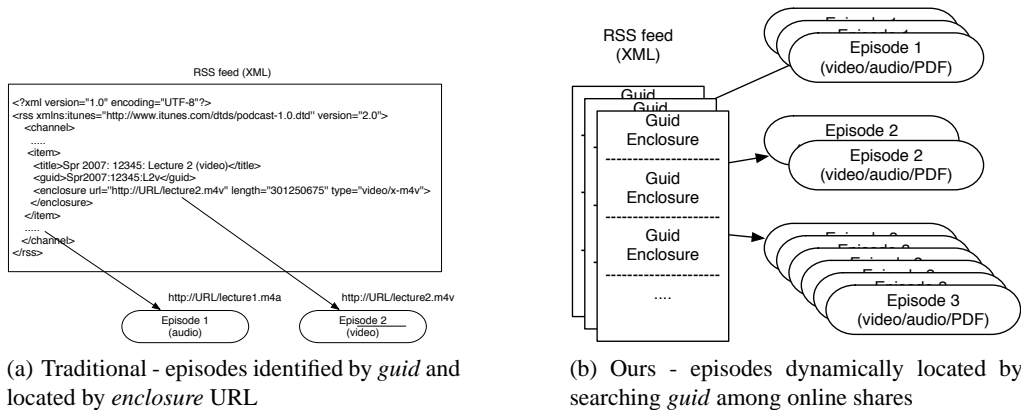 RSS feed (XML)
<?xml version="1.0" encoding="UTF-8"?>
<rss xmlns:itunes="http://www.itunes.com/dtds/podcast-1.0.dtd" version="2.0">
<channel>
.....
<item>
<title>Spr 2007: 12345: Lecture 2 (video)</title>
<guid>Spr2007:12345:L2v</guid>
<enclosure url="http://URL/lecture2.m4v" length="301250675" type="video/x-m4v">
</enclosure>
</item>
.....
</channel>
</rss>
http://URL/lecture1.m4a
http://URL/lecture2.m4v
Episode 1
(audio)
Episode 2
(video)
(a) Traditional - episodes identified by guid and
located by enclosure URL
RSS feed
(XML)
Guid
Guid
Guid
Enclosure
Guid
Enclosure
Guid
Enclosure
....
Episode 1
(video/audio/PDF)
Episode 2
Episode 2
(video/audio/PDF)
Episode 3
(video/audio/PDF)
(b) Ours - episodes dynamically located by
searching guid among online shares